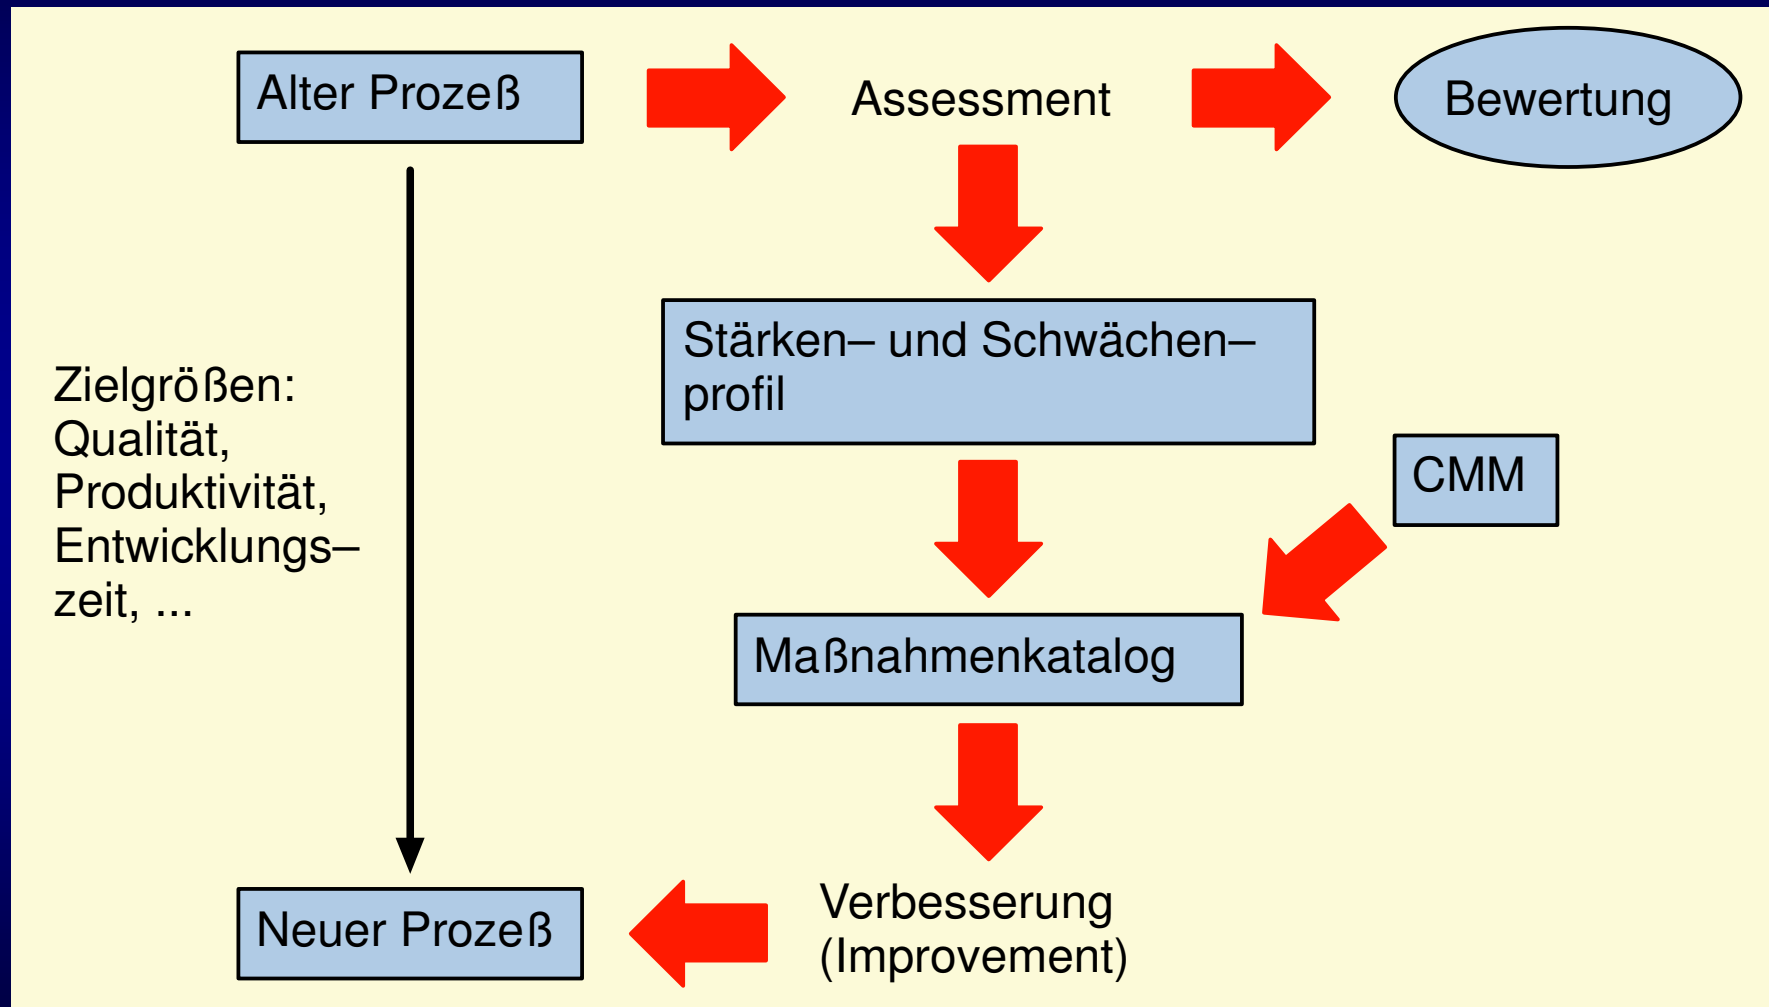 Alter Prozeß
Assessment
Bewertung
Stärken– und Schwächen–
profil
Zielgrößen:
Qualität,
Produktivität,
Entwicklungs–
zeit, ...
CMM
Maßnahmenkatalog
Verbesserung
(Improvement)
Neuer Prozeß